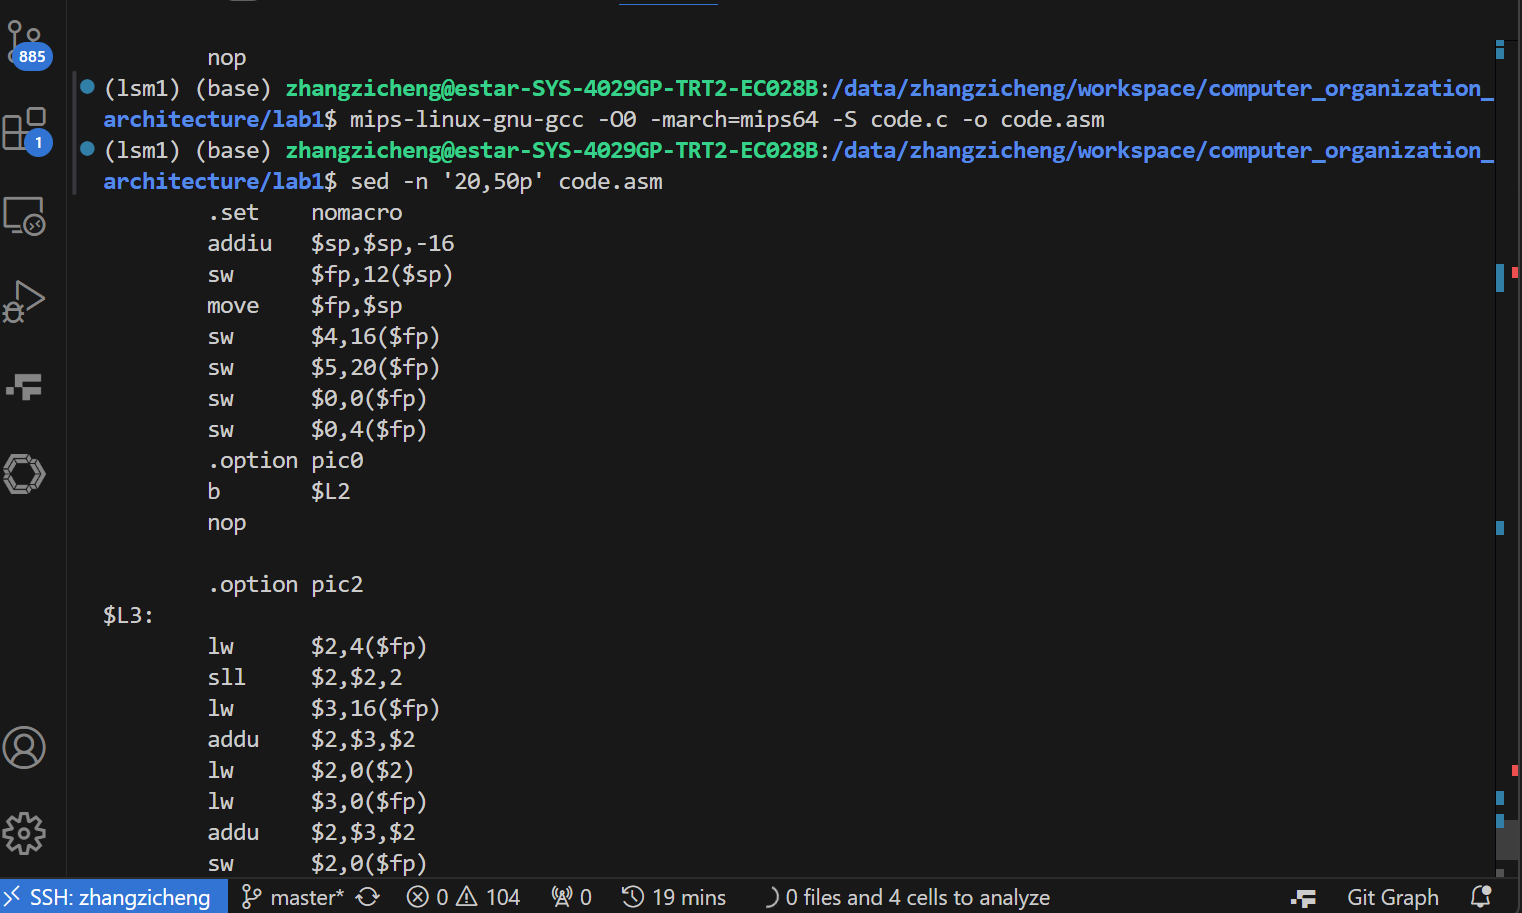 885
1
nop
(lsm1) (base) zhangzicheng@estar-SYS-4029GP-TRT2-EC028B:/data/zhangzicheng/workspace/computer_organization_
architecture/lab1$ mips-linux-gnu-gcc -O0 -march=mips64 -S code.c -o code.asm
(lsm1) (base) zhangzicheng@estar-SYS-4029GP-TRT2-EC028B:/data/zhangzicheng/workspace/computer_organization_
architecture/lab1$ sed -n '20,50p' code.asm
.set nomacro
addiu $sp,$sp,-16
sw $fp,12($sp)
move $fp,$sp
sw $4,16($fp)
sw $5,20($fp)
sw $0,0($fp)
sw $0,4($fp)
.option pic0
b $L2
nop
.option pic2
$L3:
lw $2,4($fp)
sll $2,$2,2
lw $3,16($fp)
addu $2,$3,$2
lw $2,0($2)
lw $3,0($fp)
addu $2,$3,$2
sw $2,0($fp)
SSH: zhangzicheng master* 0 104 0 19 mins 0 files and 4 cells to analyze Git Graph